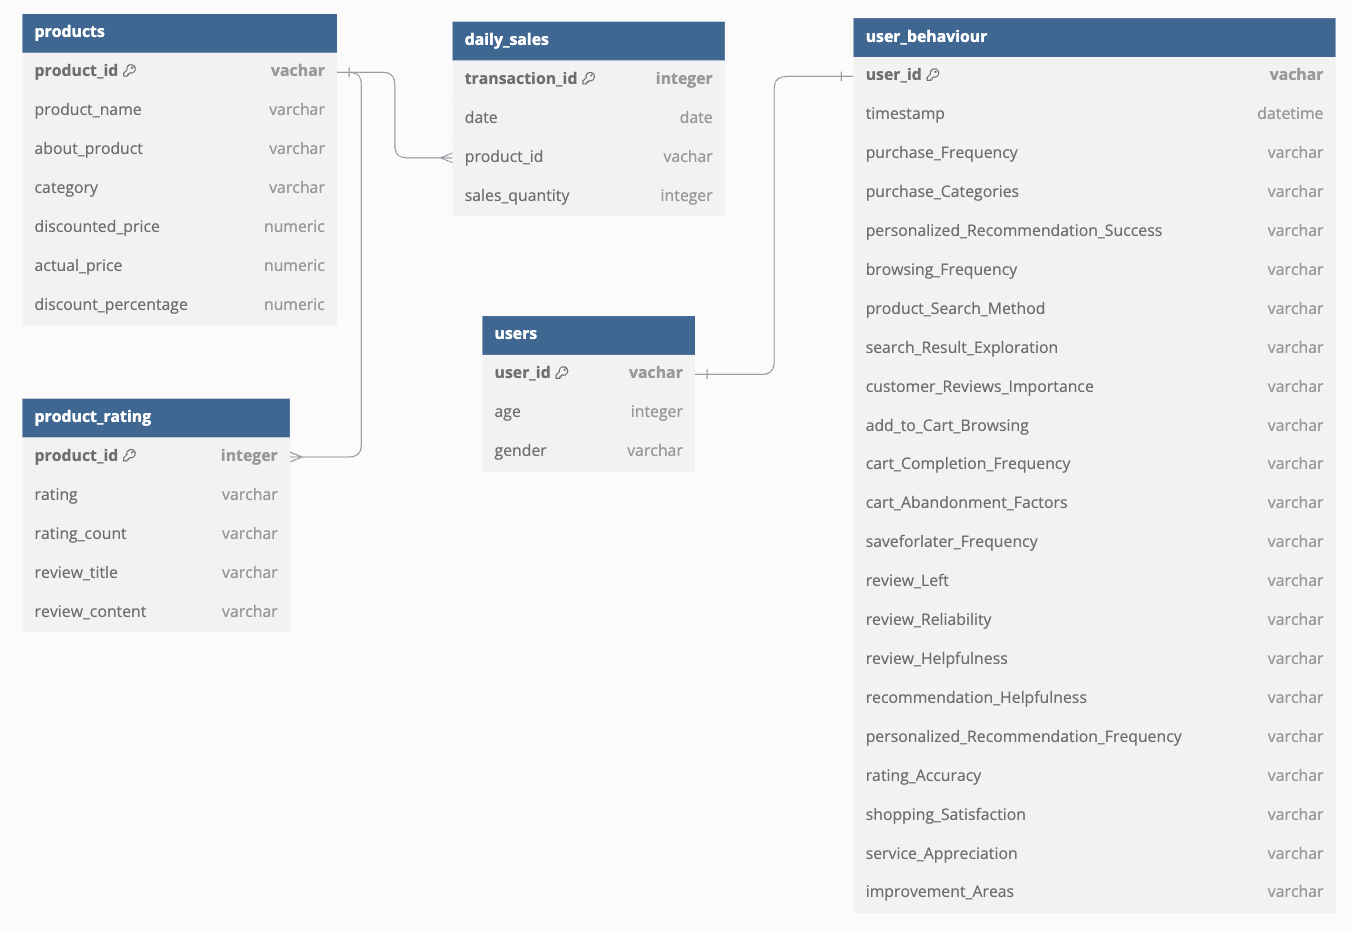 products
product_id vachar
product_name varchar
about_product varchar
category varchar
discounted_price numeric
actual_price numeric
discount_percentage numeric
product_rating
product_id integer
rating varchar
rating_count varchar
review_title varchar
review_content varchar
daily_sales
transaction_id integer
date date
product_id vachar
sales_quantity integer
users
user_id vachar
age integer
gender varchar
user_behaviour
user_id vachar
timestamp datetime
purchase_Frequency varchar
purchase_Categories varchar
personalized_Recommendation_Success varchar
browsing_Frequency varchar
product_Search_Method varchar
search_Result_Exploration varchar
customer_Reviews_Importance varchar
add_to_Cart_Browsing varchar
cart_Completion_Frequency varchar
cart_Abandonment_Factors varchar
saveforlater_Frequency varchar
review_Left varchar
review_Reliability varchar
review_Helpfulness varchar
recommendation_Helpfulness varchar
personalized_Recommendation_Frequency varchar
rating_Accuracy varchar
shopping_Satisfaction varchar
service_Appreciation varchar
improvement_Areas varchar